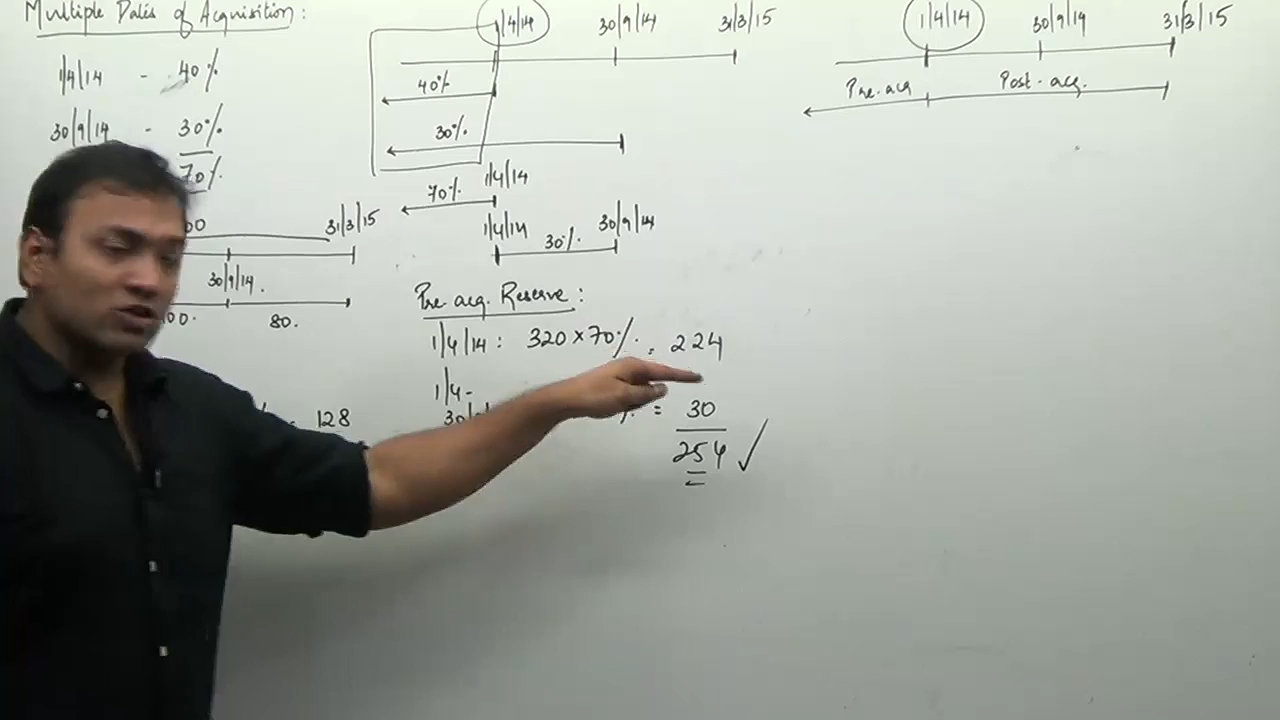 Multiple Dates of Acquisition:
1/4/14 - 40%
30/9/14 - 30%
70%
31/3/15
30/9/14.
80.
128
1/4/14 30/9/14 31/3/15
40%
30%
1/4/14
70%
1/4/14 30/9/14
30%.
Pre acq. Reserve:
1/4/14: 320 × 70%. = 224
1/4-
= 30
254 ✓
1/4/14 30/9/14 31/3/15
Pre-acq Post-acq.